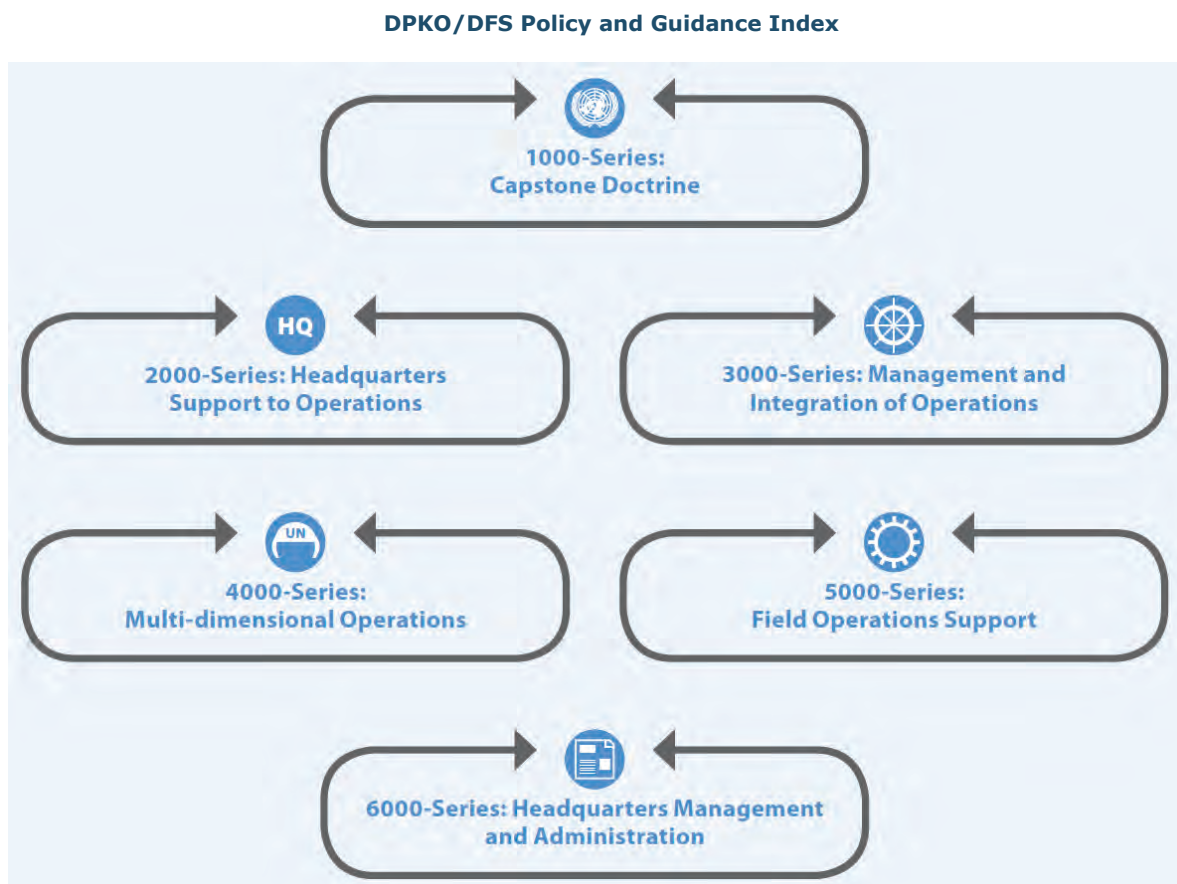 DPKO/DFS Policy and Guidance Index
1000-Series:
Capstone Doctrine
HQ
2000-Series: Headquarters
Support to Operations
3000-Series: Management and
Integration of Operations
UN
4000-Series:
Multi-dimensional Operations
5000-Series:
Field Operations Support
6000-Series: Headquarters Management
and Administration